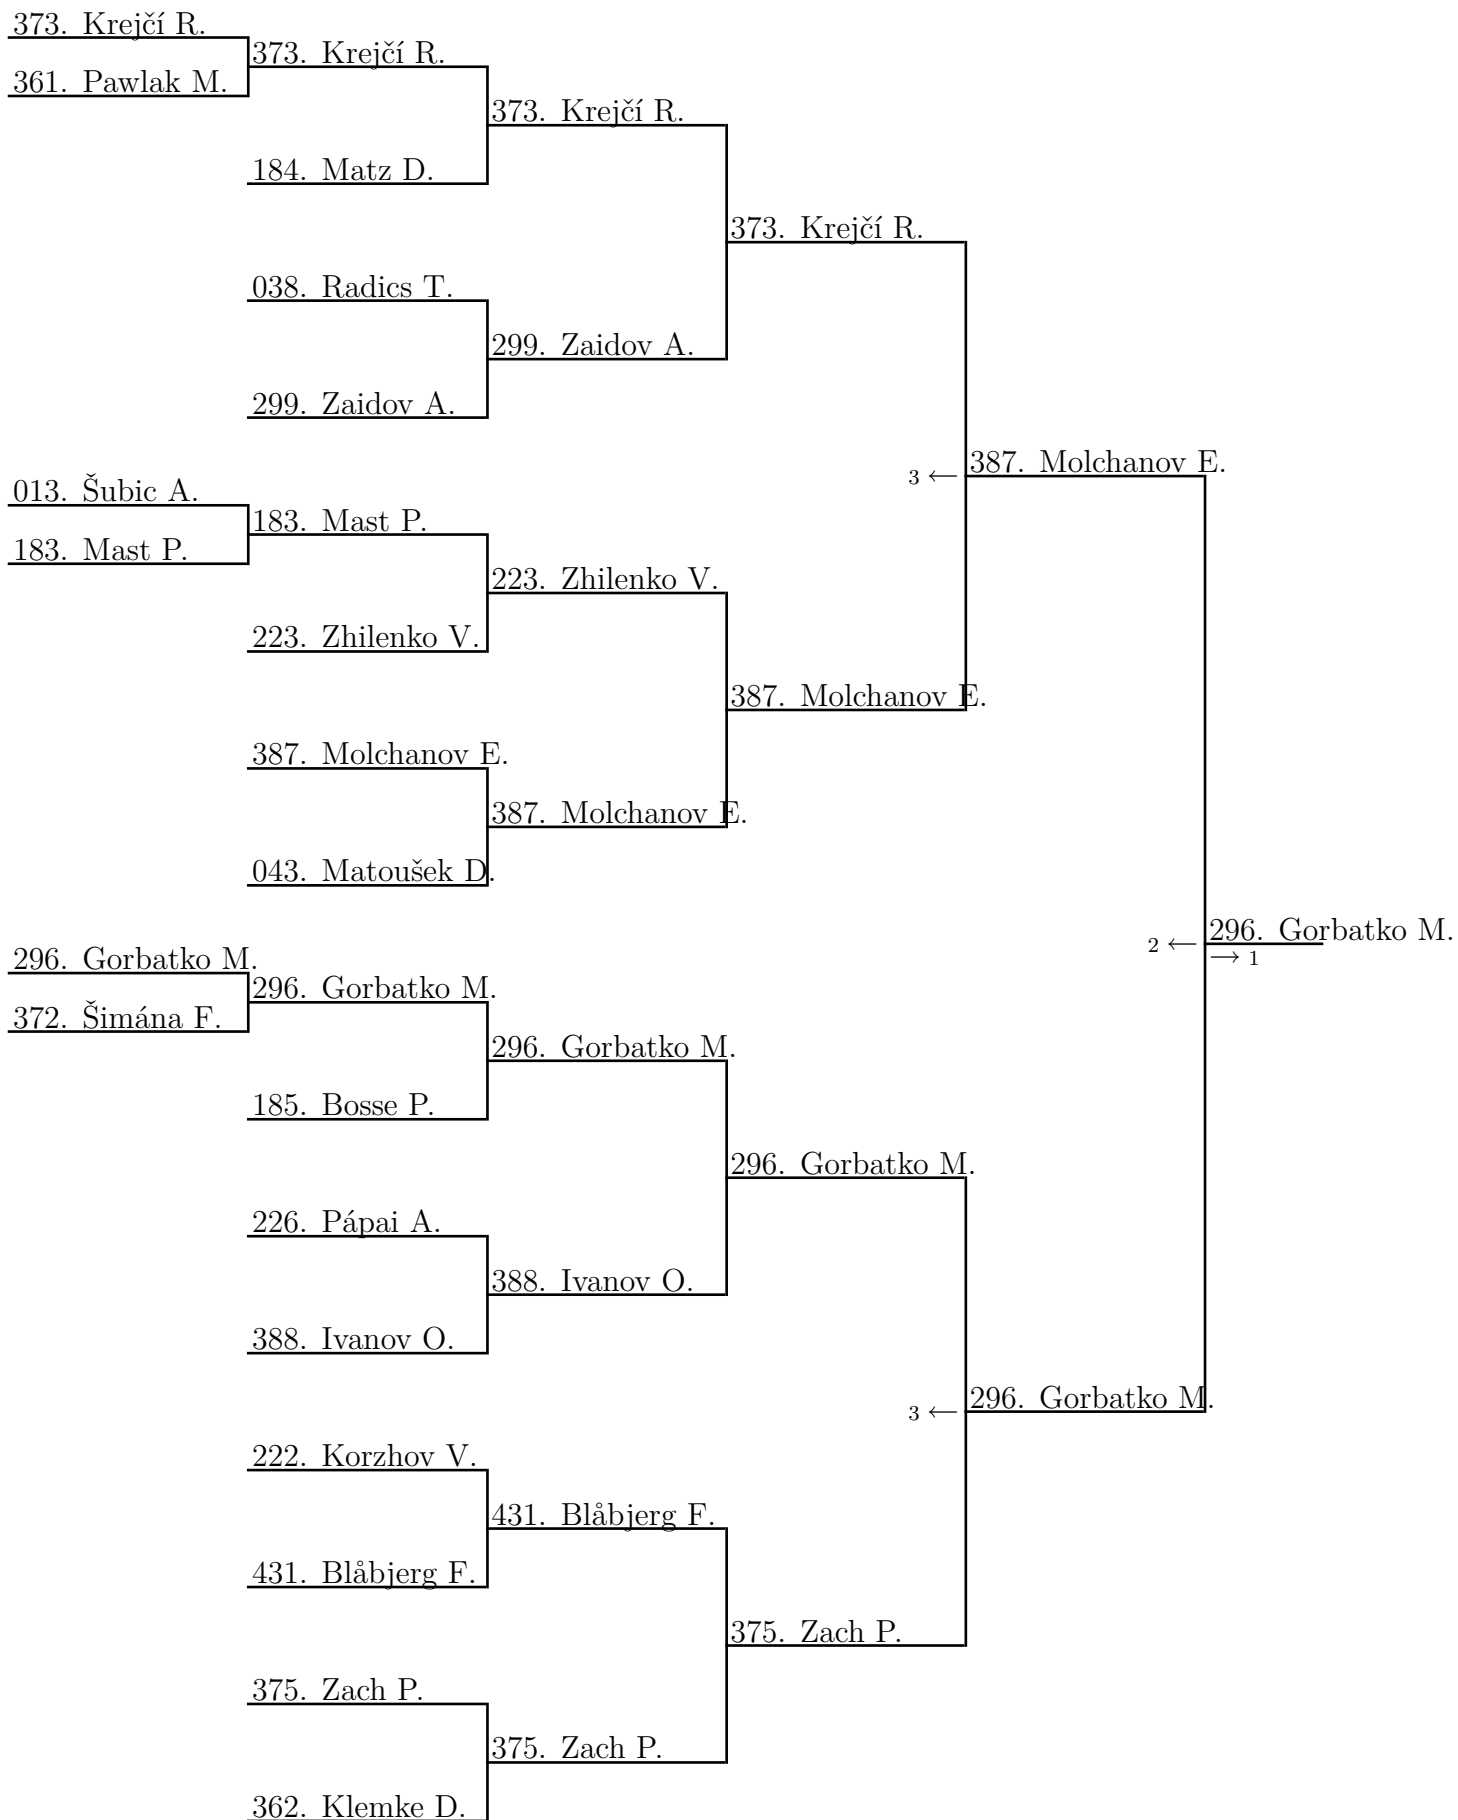 373. Krejčí R.
373. Krejčí R.
361. Pawlak M.
373. Krejčí R.
184. Matz D.
373. Krejčí R.
038. Radics T.
299. Zaidov A.
299. Zaidov A.
3 ← 387. Molchanov E.
013. Šubic A.
183. Mast P.
183. Mast P.
223. Zhilenko V.
223. Zhilenko V.
387. Molchanov E.
387. Molchanov E.
387. Molchanov E.
043. Matoušek D.
2 ← 296. Gorbatko M.
→ 1
296. Gorbatko M.
296. Gorbatko M.
372. Šimána F.
296. Gorbatko M.
185. Bosse P.
296. Gorbatko M.
226. Pápai A.
388. Ivanov O.
388. Ivanov O.
3 ← 296. Gorbatko M.
222. Korzhov V.
431. Blåbjerg F.
431. Blåbjerg F.
375. Zach P.
375. Zach P.
375. Zach P.
362. Klemke D.